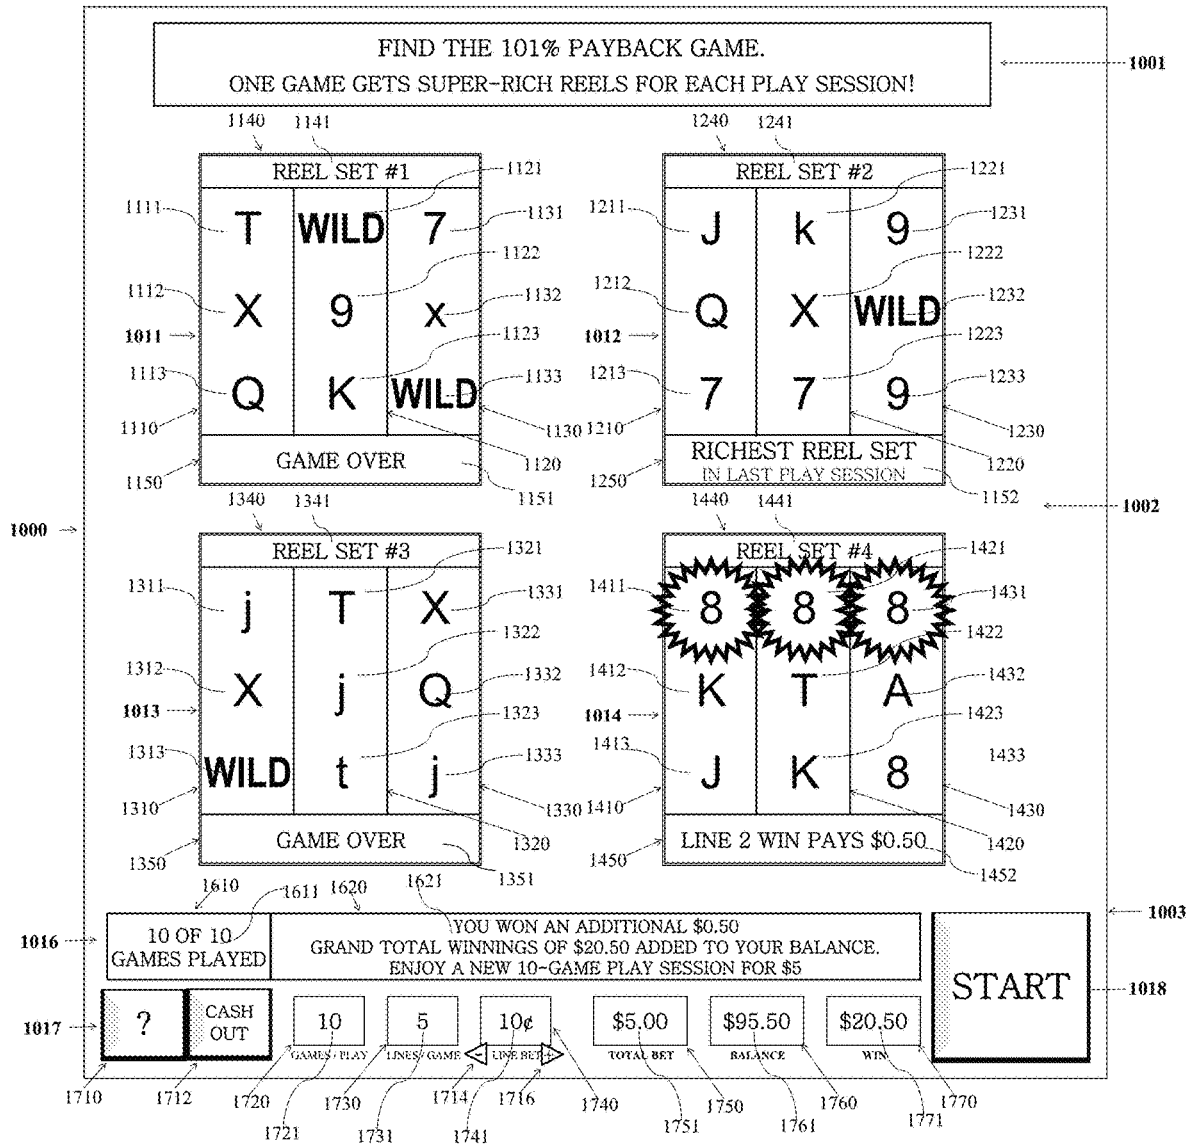 FIND THE 101% PAYBACK GAME.
ONE GAME GETS SUPER-RICH REELS FOR EACH PLAY SESSION!
1001
1140 1141 1240 1241
REEL SET #1 1121 REEL SET #2 1221
1111 T WILD 7 1131 1211 J k 9 1231
1122 1222
1112 X 9 x 1132 1212 Q X WILD 1232
1011 1123 1012 1223
1113 Q K WILD 1133 1213 7 7 9 1233
1110 1130 1210 1230
1120 1220
1150 GAME OVER 1151 1250 RICHEST REEL SET
IN LAST PLAY SESSION 1152
1340 1341 1440 1441
1002
1000
REEL SET #3 1321 REEL SET #4 1421
1311 j T X 1331 1411 8 8 8 1431
1322 1422
1312 X j Q 1332 1412 K T A 1432
1013 1323 1014 1423
1313 WILD t j 1333 1413 J K 8 1433
1310 1330 1410 1430
1320 1420
1350 GAME OVER 1351 1450 LINE 2 WIN PAYS $0.50 1452
1610 1611 1620 1621
1003
1016
10 OF 10
GAMES PLAYED
YOU WON AN ADDITIONAL $0.50
GRAND TOTAL WINNINGS OF $20.50 ADDED TO YOUR BALANCE.
ENJOY A NEW 10-GAME PLAY SESSION FOR $5
START
1018
1017
?
CASH
OUT
10 5 10¢ $5.00 $95.50 $20.50
GAMES / PLAY LINES / GAME - LINE BET + TOTAL BET BALANCE WIN
1710 1712 1720 1730 1714 1716 1740 1750 1760 1770
1721 1731 1741 1751 1761 1771